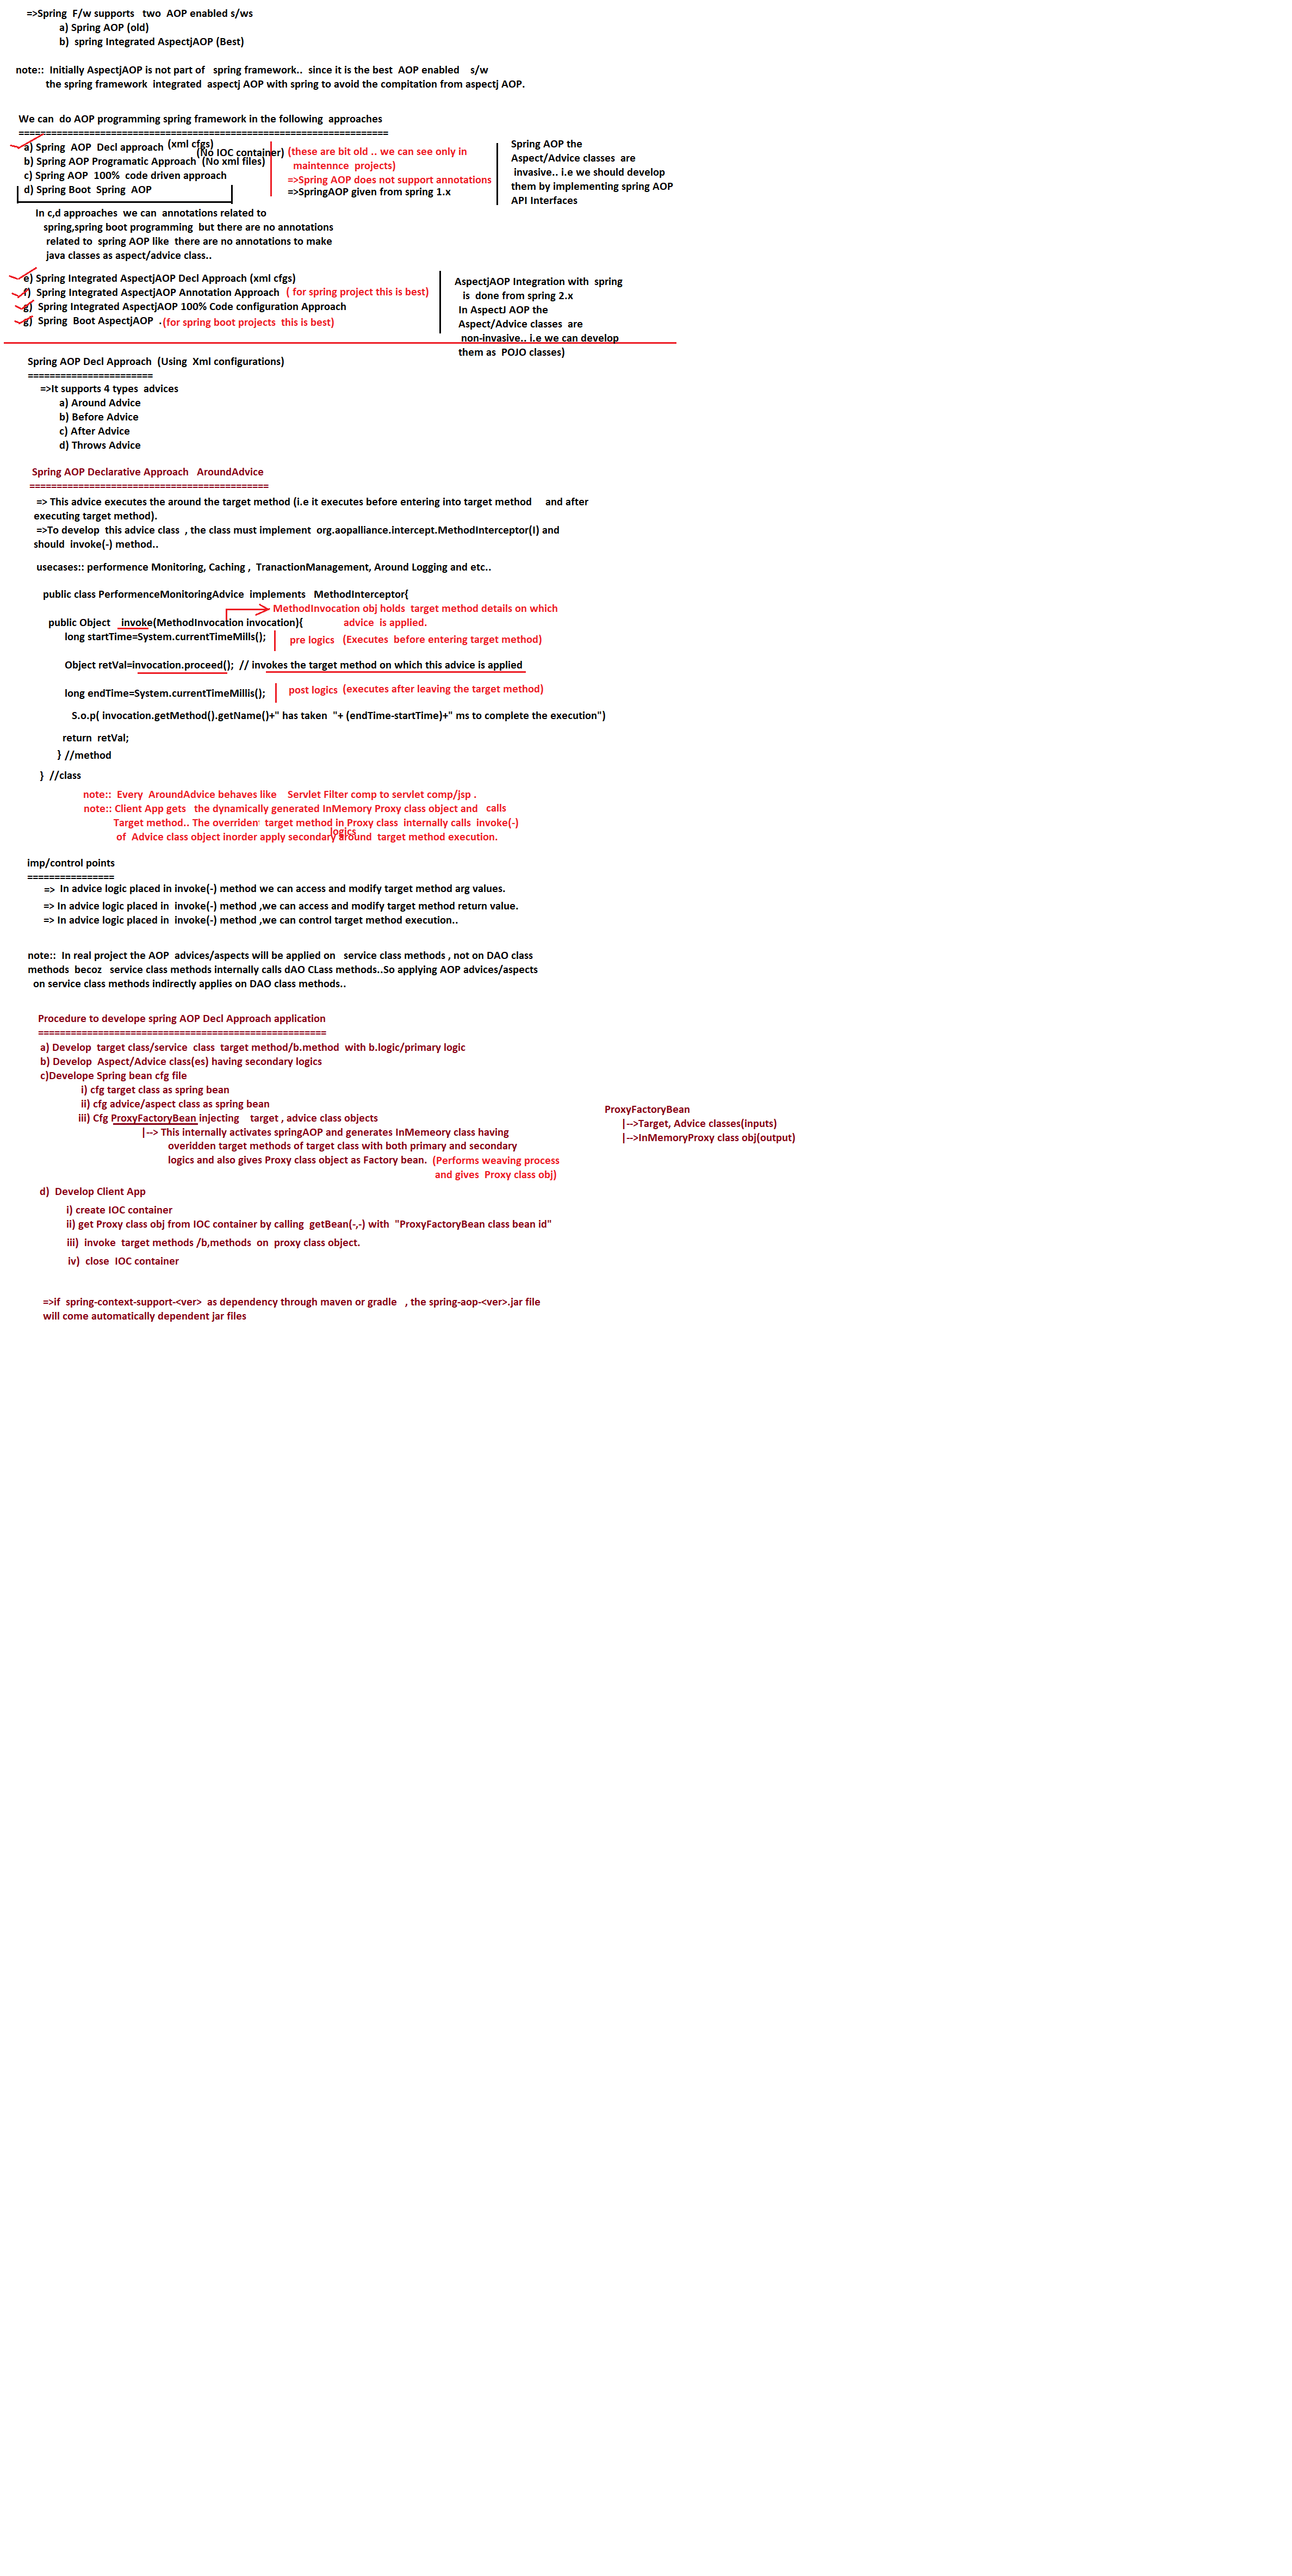 =>Spring F/w supports two AOP enabled s/ws
a) Spring AOP (old)
b) spring Integrated AspectjAOP (Best)
note:: Initially AspectjAOP is not part of spring framework.. since it is the best AOP enabled s/w
the spring framework integrated aspectj AOP with spring to avoid the compitation from aspectj AOP.
We can do AOP programming spring framework in the following approaches
=====================================================================
a) Spring AOP Decl approach (xml cfgs)
(No IOC container)
b) Spring AOP Programatic Approach (No xml files)
c) Spring AOP 100% code driven approach
d) Spring Boot Spring AOP
(these are bit old .. we can see only in
maintennce projects)
=>Spring AOP does not support annotations
=>SpringAOP given from spring 1.x
Spring AOP the
Aspect/Advice classes are
invasive.. i.e we should develop
them by implementing spring AOP
API Interfaces
In c,d approaches we can annotations related to
spring,spring boot programming but there are no annotations
related to spring AOP like there are no annotations to make
java classes as aspect/advice class..
e) Spring Integrated AspectjAOP Decl Approach (xml cfgs)
f) Spring Integrated AspectjAOP Annotation Approach ( for spring project this is best)
g) Spring Integrated AspectjAOP 100% Code configuration Approach
g) Spring Boot AspectjAOP . (for spring boot projects this is best)
AspectjAOP Integration with spring
is done from spring 2.x
In AspectJ AOP the
Aspect/Advice classes are
non-invasive.. i.e we can develop
them as POJO classes)
Spring AOP Decl Approach (Using Xml configurations)
=======================
=>It supports 4 types advices
a) Around Advice
b) Before Advice
c) After Advice
d) Throws Advice
Spring AOP Declarative Approach AroundAdvice
============================================
=> This advice executes the around the target method (i.e it executes before entering into target method and after
executing target method).
=>To develop this advice class , the class must implement org.aopalliance.intercept.MethodInterceptor(I) and
should invoke(-) method..
usecases:: performence Monitoring, Caching , TranactionManagement, Around Logging and etc..
public class PerformenceMonitoringAdvice implements MethodInterceptor{
MethodInvocation obj holds target method details on which
advice is applied.
public Object invoke(MethodInvocation invocation){
long startTime=System.currentTimeMills();
pre logics (Executes before entering target method)
Object retVal=invocation.proceed(); // invokes the target method on which this advice is applied
long endTime=System.currentTimeMillis();
post logics (executes after leaving the target method)
S.o.p( invocation.getMethod().getName()+" has taken "+ (endTime-startTime)+" ms to complete the execution")
return retVal;
} //method
} //class
note:: Every AroundAdvice behaves like Servlet Filter comp to servlet comp/jsp .
note:: Client App gets the dynamically generated InMemory Proxy class object and calls
Target method.. The overriden target method in Proxy class internally calls invoke(-)
logics
of Advice class object inorder apply secondary around target method execution.
imp/control points
================
=> In advice logic placed in invoke(-) method we can access and modify target method arg values.
=> In advice logic placed in invoke(-) method ,we can access and modify target method return value.
=> In advice logic placed in invoke(-) method ,we can control target method execution..
note:: In real project the AOP advices/aspects will be applied on service class methods , not on DAO class
methods becoz service class methods internally calls dAO CLass methods..So applying AOP advices/aspects
on service class methods indirectly applies on DAO class methods..
Procedure to develope spring AOP Decl Approach application
=====================================================
a) Develop target class/service class target method/b.method with b.logic/primary logic
b) Develop Aspect/Advice class(es) having secondary logics
c)Develope Spring bean cfg file
i) cfg target class as spring bean
ii) cfg advice/aspect class as spring bean
iii) Cfg ProxyFactoryBean injecting target , advice class objects
|--> This internally activates springAOP and generates InMemeory class having
overidden target methods of target class with both primary and secondary
logics and also gives Proxy class object as Factory bean. (Performs weaving process
and gives Proxy class obj)
ProxyFactoryBean
|-->Target, Advice classes(inputs)
|-->InMemoryProxy class obj(output)
d) Develop Client App
i) create IOC container
ii) get Proxy class obj from IOC container by calling getBean(-,-) with "ProxyFactoryBean class bean id"
iii) invoke target methods /b,methods on proxy class object.
iv) close IOC container
=>if spring-context-support-<ver> as dependency through maven or gradle , the spring-aop-<ver>.jar file
will come automatically dependent jar files